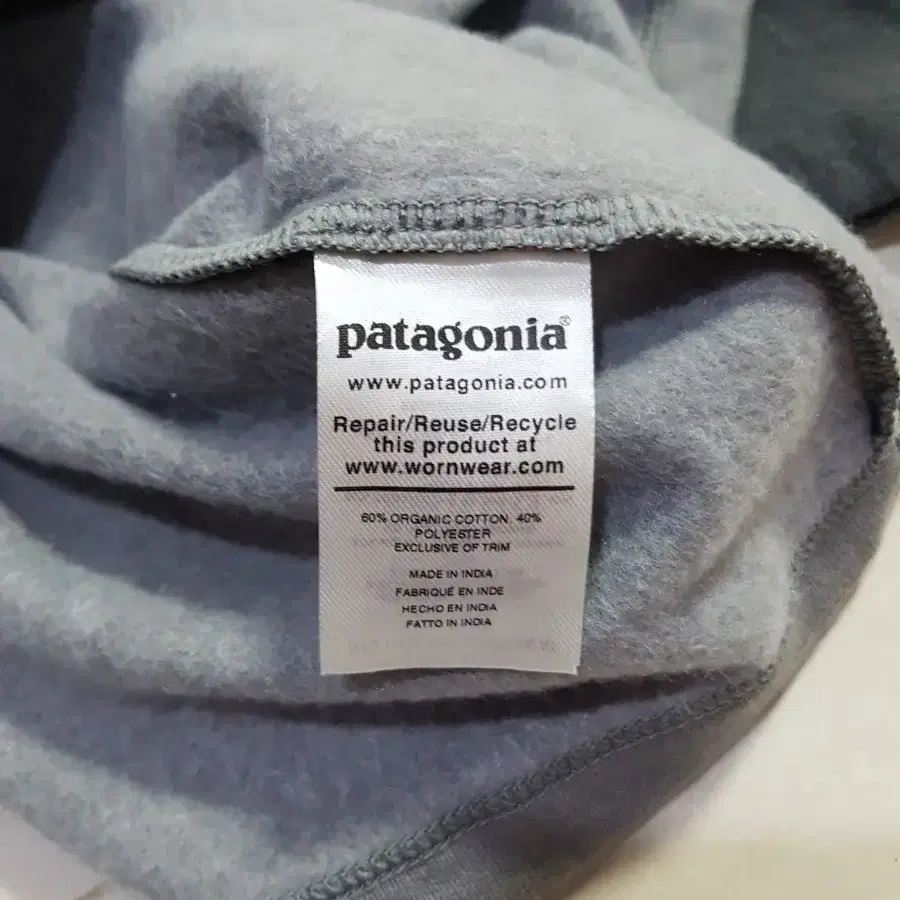 patagonia®
www.patagonia.com
Repair/Reuse/Recycle
this product at
www.wornwear.com
60% ORGANIC COTTON. 40%
POLYESTER
EXCLUSIVE OF TRIM
MADE IN INDIA
FABRIQUÉ EN INDE
HECHO EN INDIA
FATTO IN INDIA